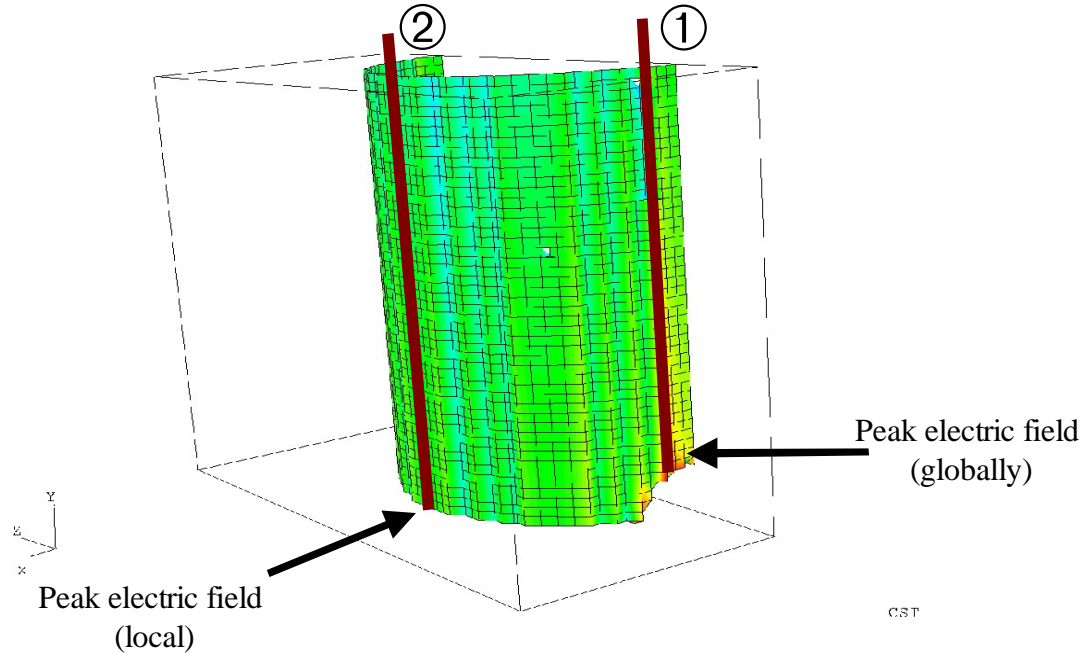 ② ①
Peak electric field
(globally)
Y
Z
X
Peak electric field
(local)
CST